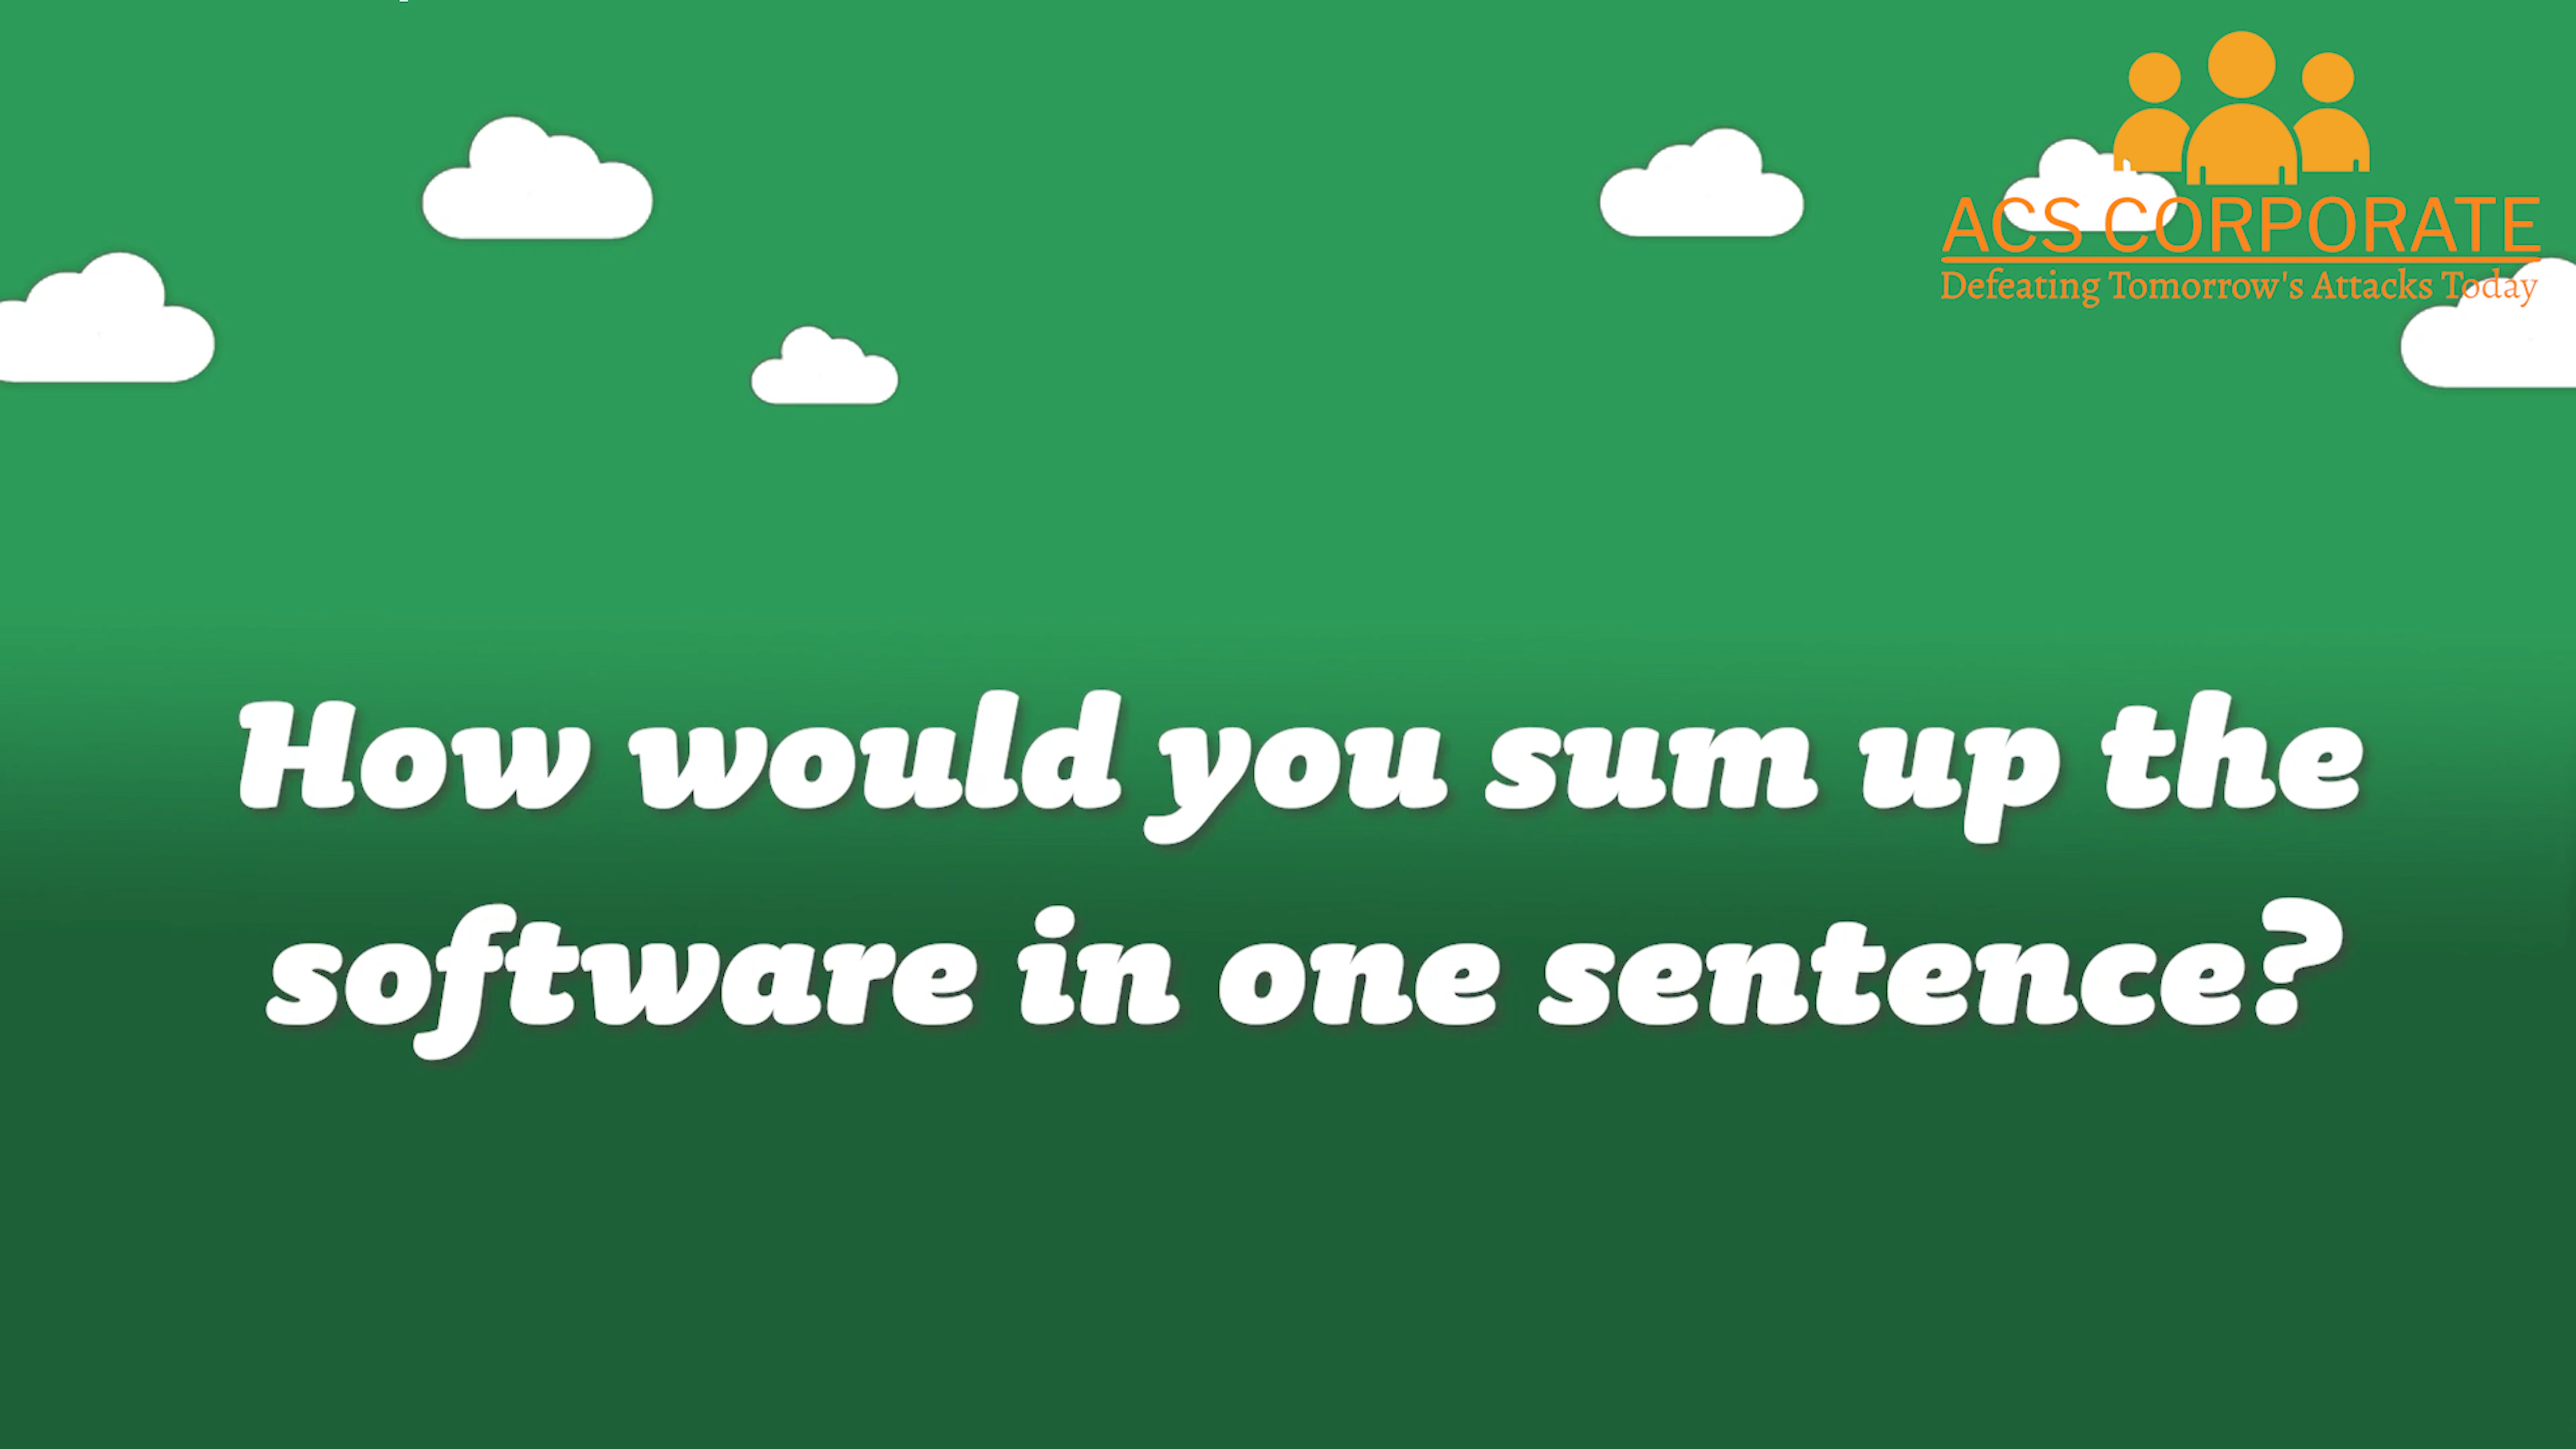 ACS CORPORATE
Defeating Tomorrow's Attacks Today
How would you sum up the
software in one sentence?